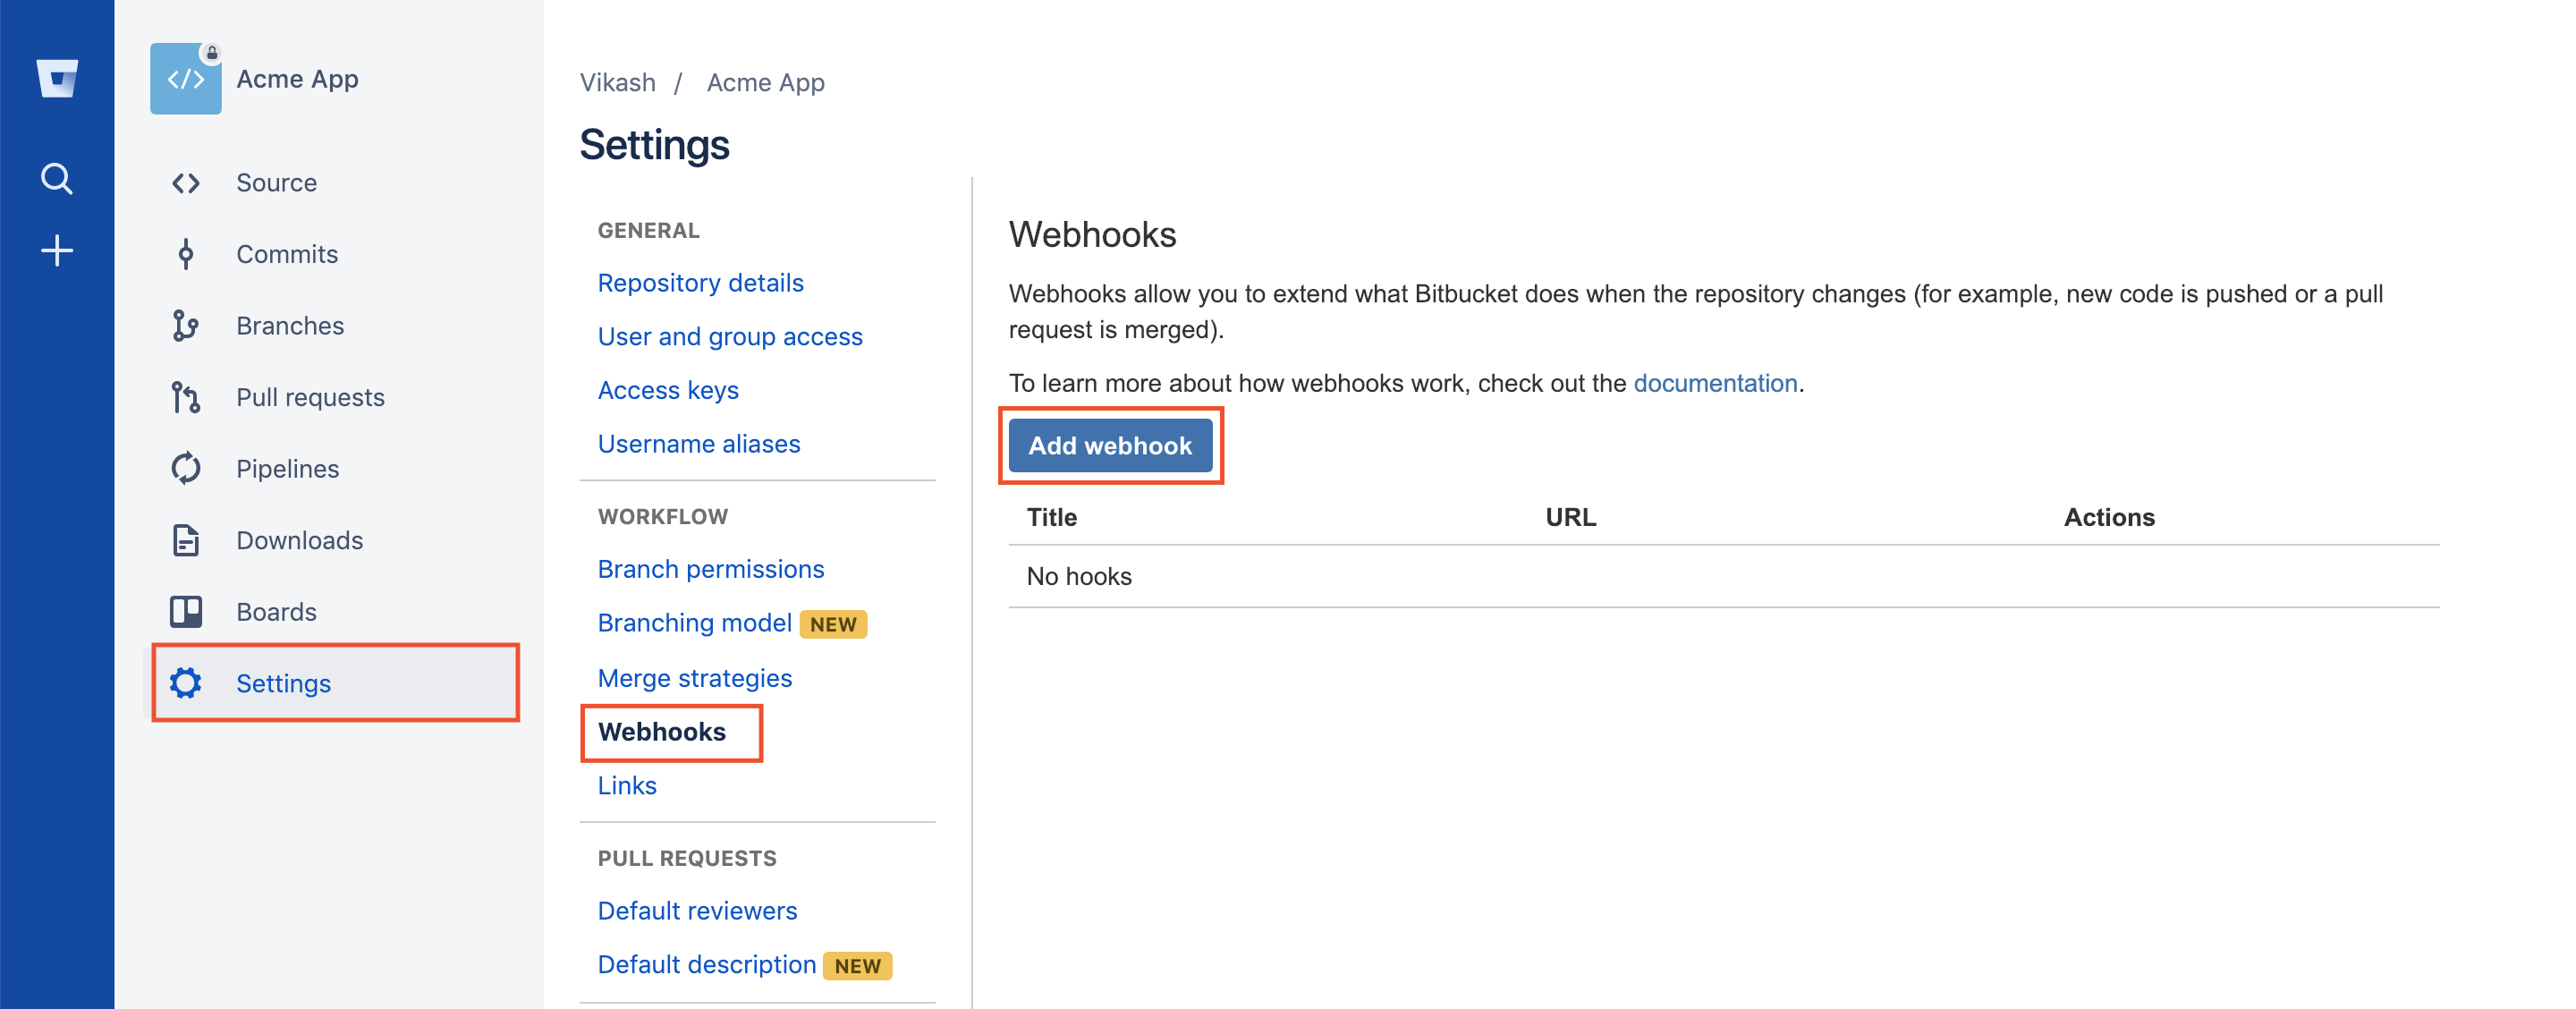 Acme App
Source
Commits
Branches
Pull requests
Pipelines
Downloads
Boards
Settings
Vikash / Acme App
Settings
GENERAL
Repository details
User and group access
Access keys
Username aliases
WORKFLOW
Branch permissions
Branching model NEW
Merge strategies
Webhooks
Links
PULL REQUESTS
Default reviewers
Default description NEW
Webhooks
Webhooks allow you to extend what Bitbucket does when the repository changes (for example, new code is pushed or a pull
request is merged).
To learn more about how webhooks work, check out the documentation.
Add webhook
Title URL Actions
No hooks